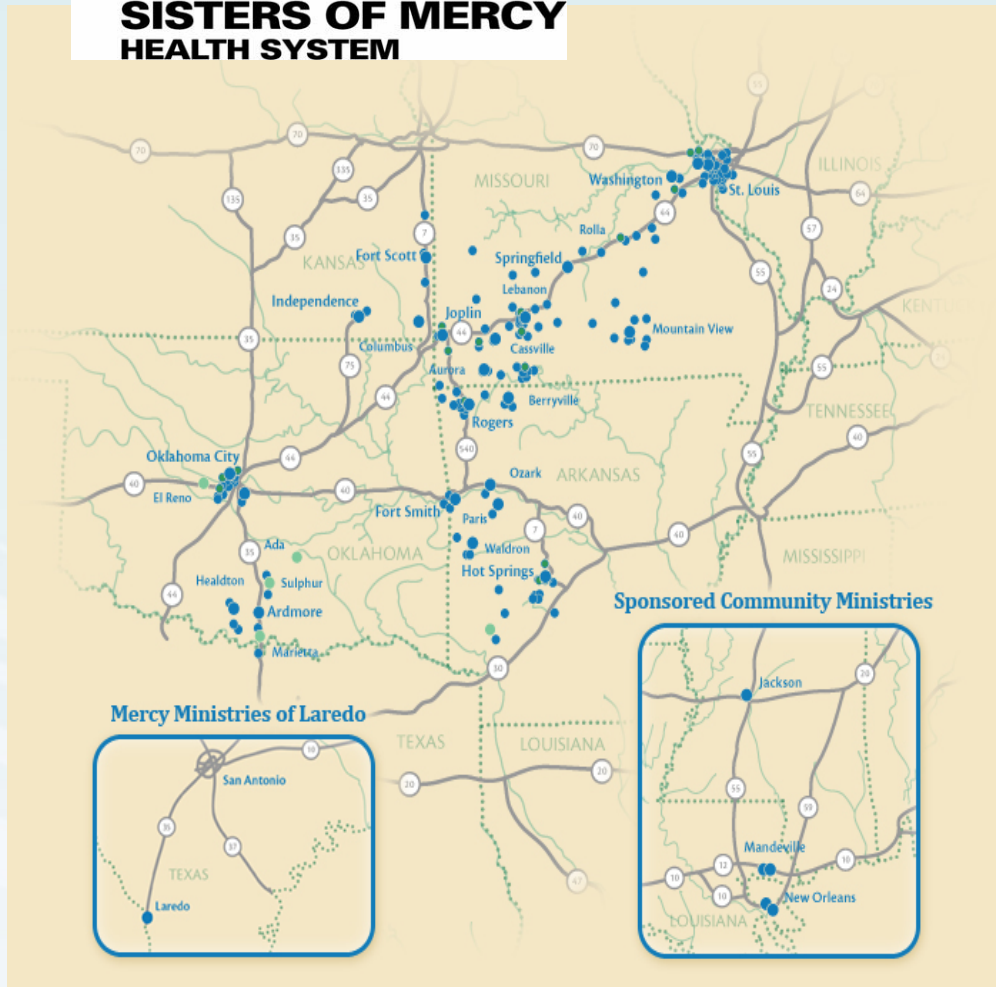 SISTERS OF MERCY
HEALTH SYSTEM
55
70
70
70
ILLINOIS
335
MISSOURI
Washington
St. Louis
64
135
35
44
7
Rolla
57
35
KANSAS
Fort Scott
Springfield
55
Lebanon
24
Independence
Joplin
KENTUCKY
44
Mountain View
35
Columbus
Cassville
75
Aurora
55
44
Berryville
TENNESSEE
Rogers
40
540
55
Oklahoma City
44
Ozark
ARKANSAS
40
El Reno
40
Fort Smith
Paris
40
7
40
35
Ada
OKLAHOMA
Waldron
MISSISSIPPI
Hot Springs
Healdton
Sulphur
44
Ardmore
Sponsored Community Ministries
Marietta
30
Jackson
20
Mercy Ministries of Laredo
TEXAS
LOUISIANA
10
San Antonio
20
20
55
59
35
37
Mandeville
12
10
TEXAS
10
47
10
New Orleans
Laredo
LOUISIANA